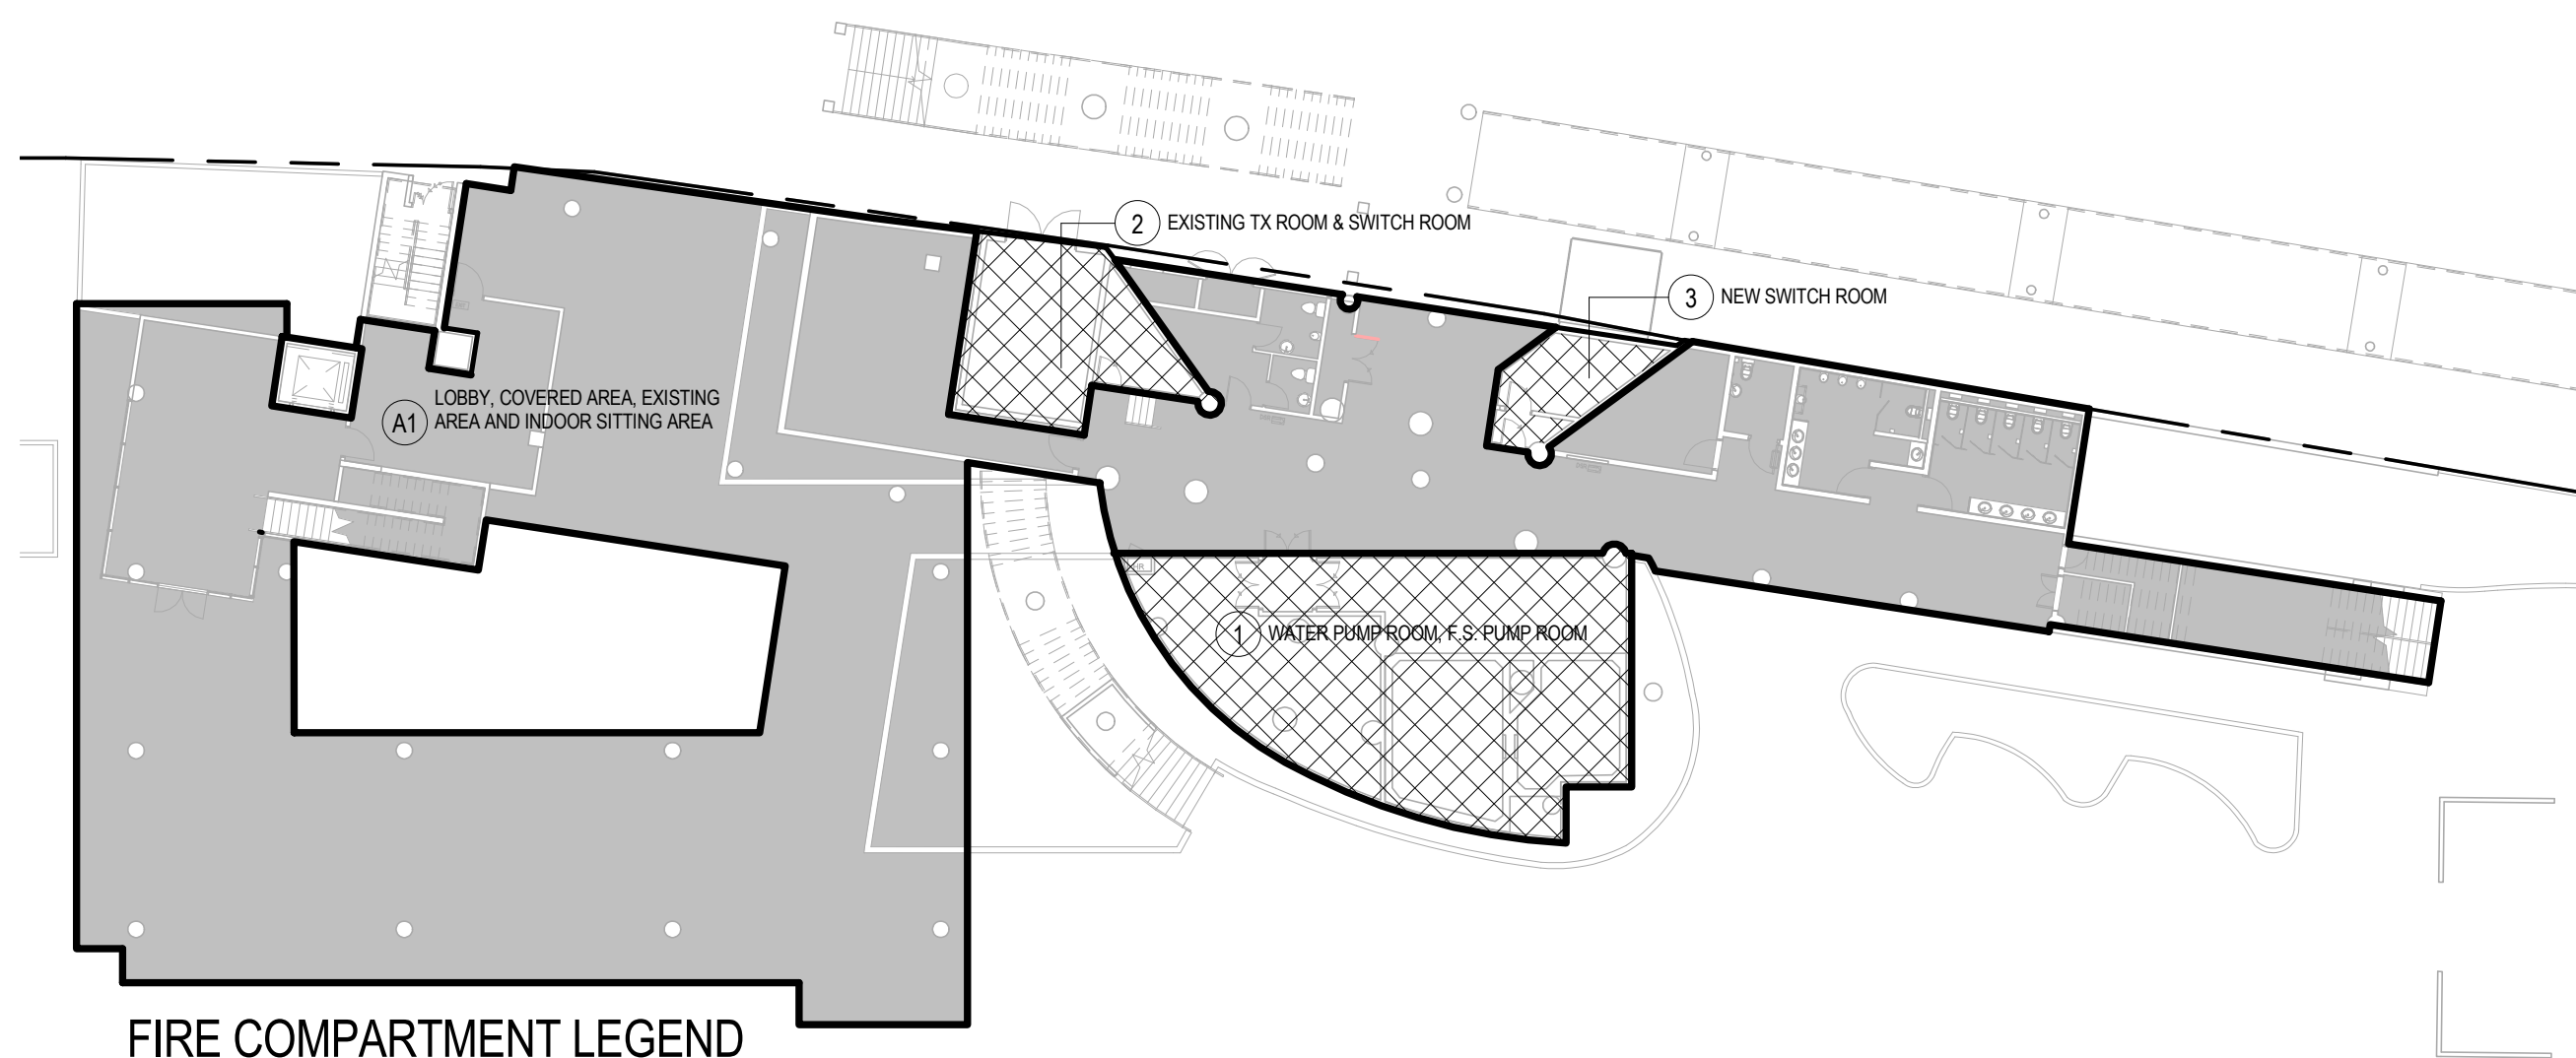 2 EXISTING TX ROOM & SWITCH ROOM
3 NEW SWITCH ROOM
A1 LOBBY, COVERED AREA, EXISTING
AREA AND INDOOR SITTING AREA
HR
1 WATER PUMP ROOM, F.S. PUMP ROOM
FIRE COMPARTMENT LEGEND